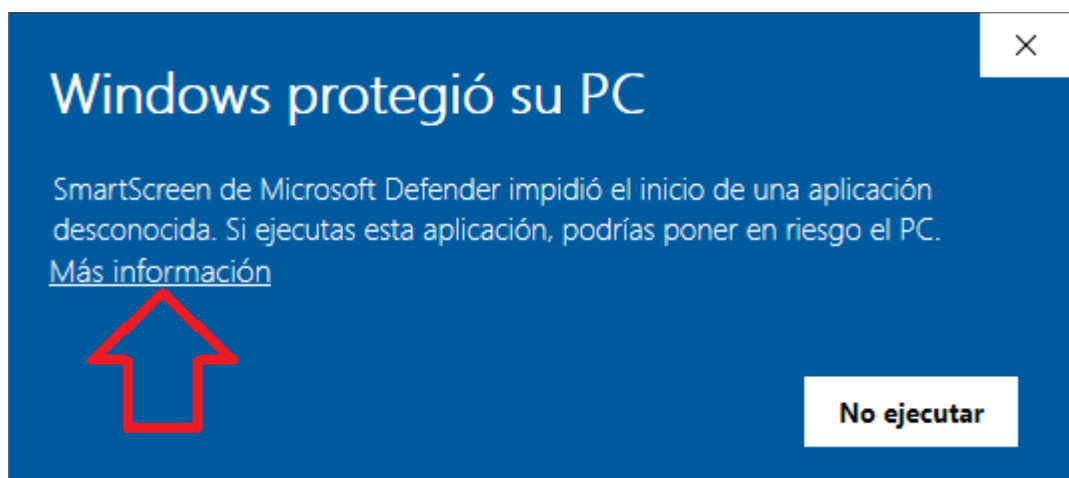 Windows protegió su PC
SmartScreen de Microsoft Defender impidió el inicio de una aplicación
desconocida. Si ejecutas esta aplicación, podrías poner en riesgo el PC.
Más información
No ejecutar